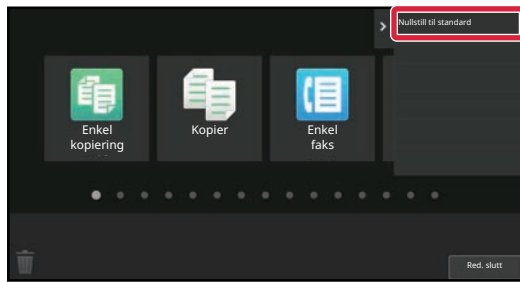 Nullstill til standard
Enkel
kopiering
Kopier
Enkel
faks
Red. slutt